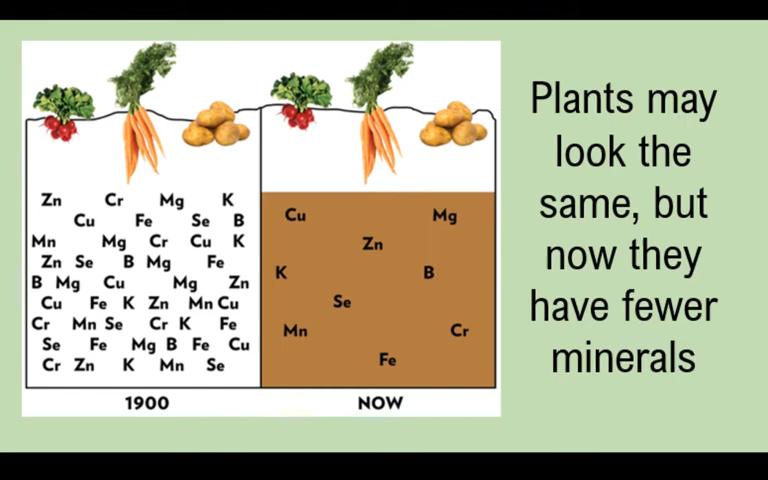 Zn Cr Mg K
Cu Fe Se B
Mn Mg Cr Cu K
Zn Se B Mg Fe
B Mg Cu Mg Zn
Cu Fe K Zn Mn Cu
Cr Mn Se Cr K Fe
Se Fe Mg B Fe Cu
Cr Zn K Mn Se
1900
Cu Mg
Zn
K B
Se
Mn Cr
Fe
NOW
Plants may
look the
same, but
now they
have fewer
minerals